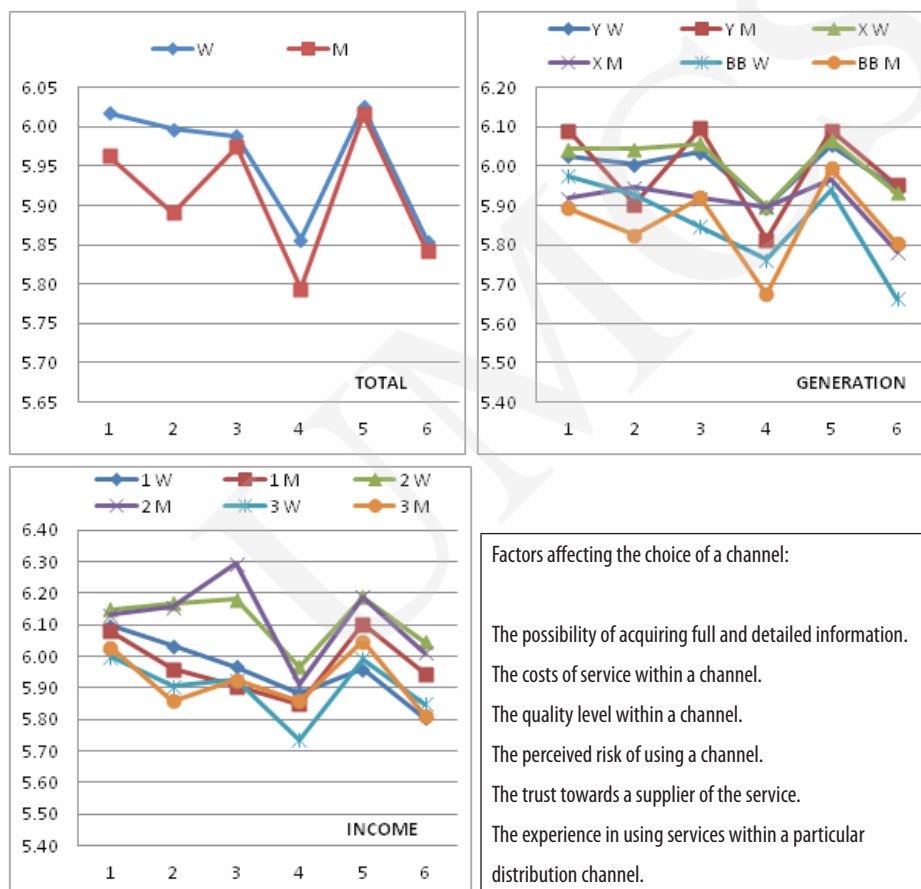 W M
6.05
6.00
5.95
5.90
5.85
5.80
5.75
5.70
5.65
TOTAL
1 2 3 4 5 6
Y W Y M X W
X M BB W BB M
6.20
6.10
6.00
5.90
5.80
5.70
5.60
5.50
5.40
GENERATION
1 2 3 4 5 6
1 W 1 M 2 W
2 M 3 W 3 M
6.40
6.30
6.20
6.10
6.00
5.90
5.80
5.70
5.60
5.50
5.40
INCOME
1 2 3 4 5 6
Factors affecting the choice of a channel:
The possibility of acquiring full and detailed information.
The costs of service within a channel.
The quality level within a channel.
The perceived risk of using a channel.
The trust towards a supplier of the service.
The experience in using services within a particular
distribution channel.
UMCS